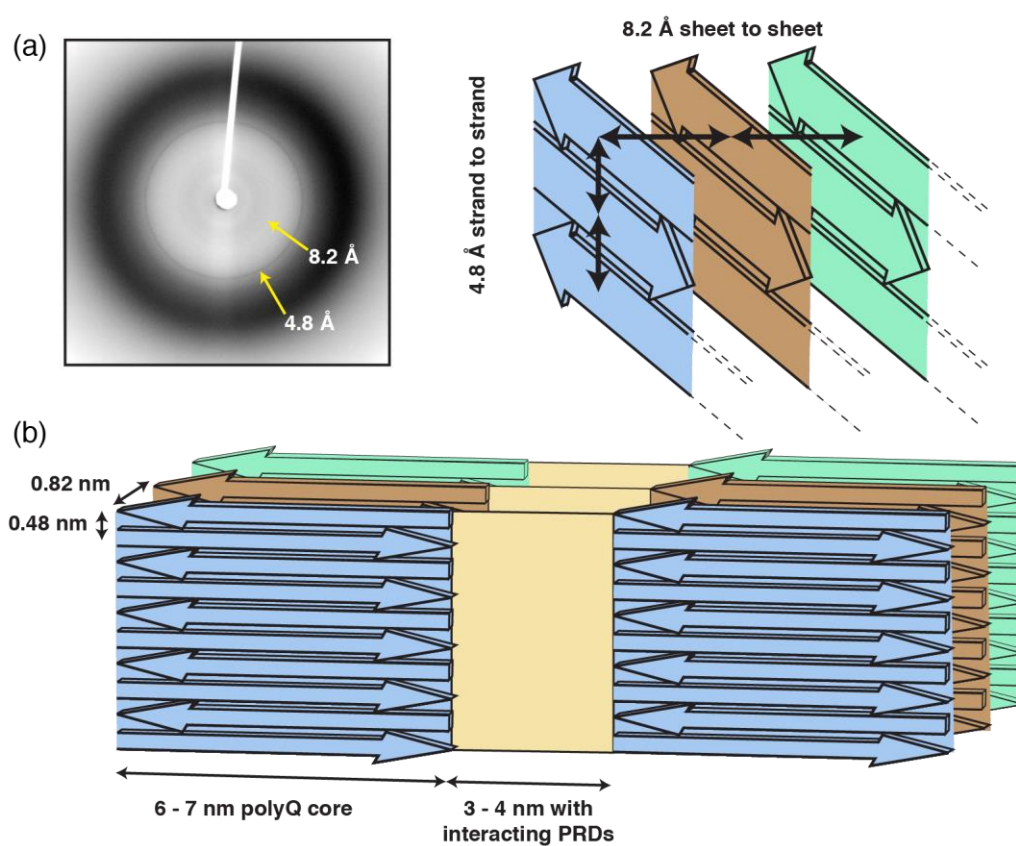 (a)
8.2 Å
4.8 Å
8.2 Å sheet to sheet
4.8 Å strand to strand
(b)
0.82 nm
0.48 nm
6 - 7 nm polyQ core
3 - 4 nm with
interacting PRDs